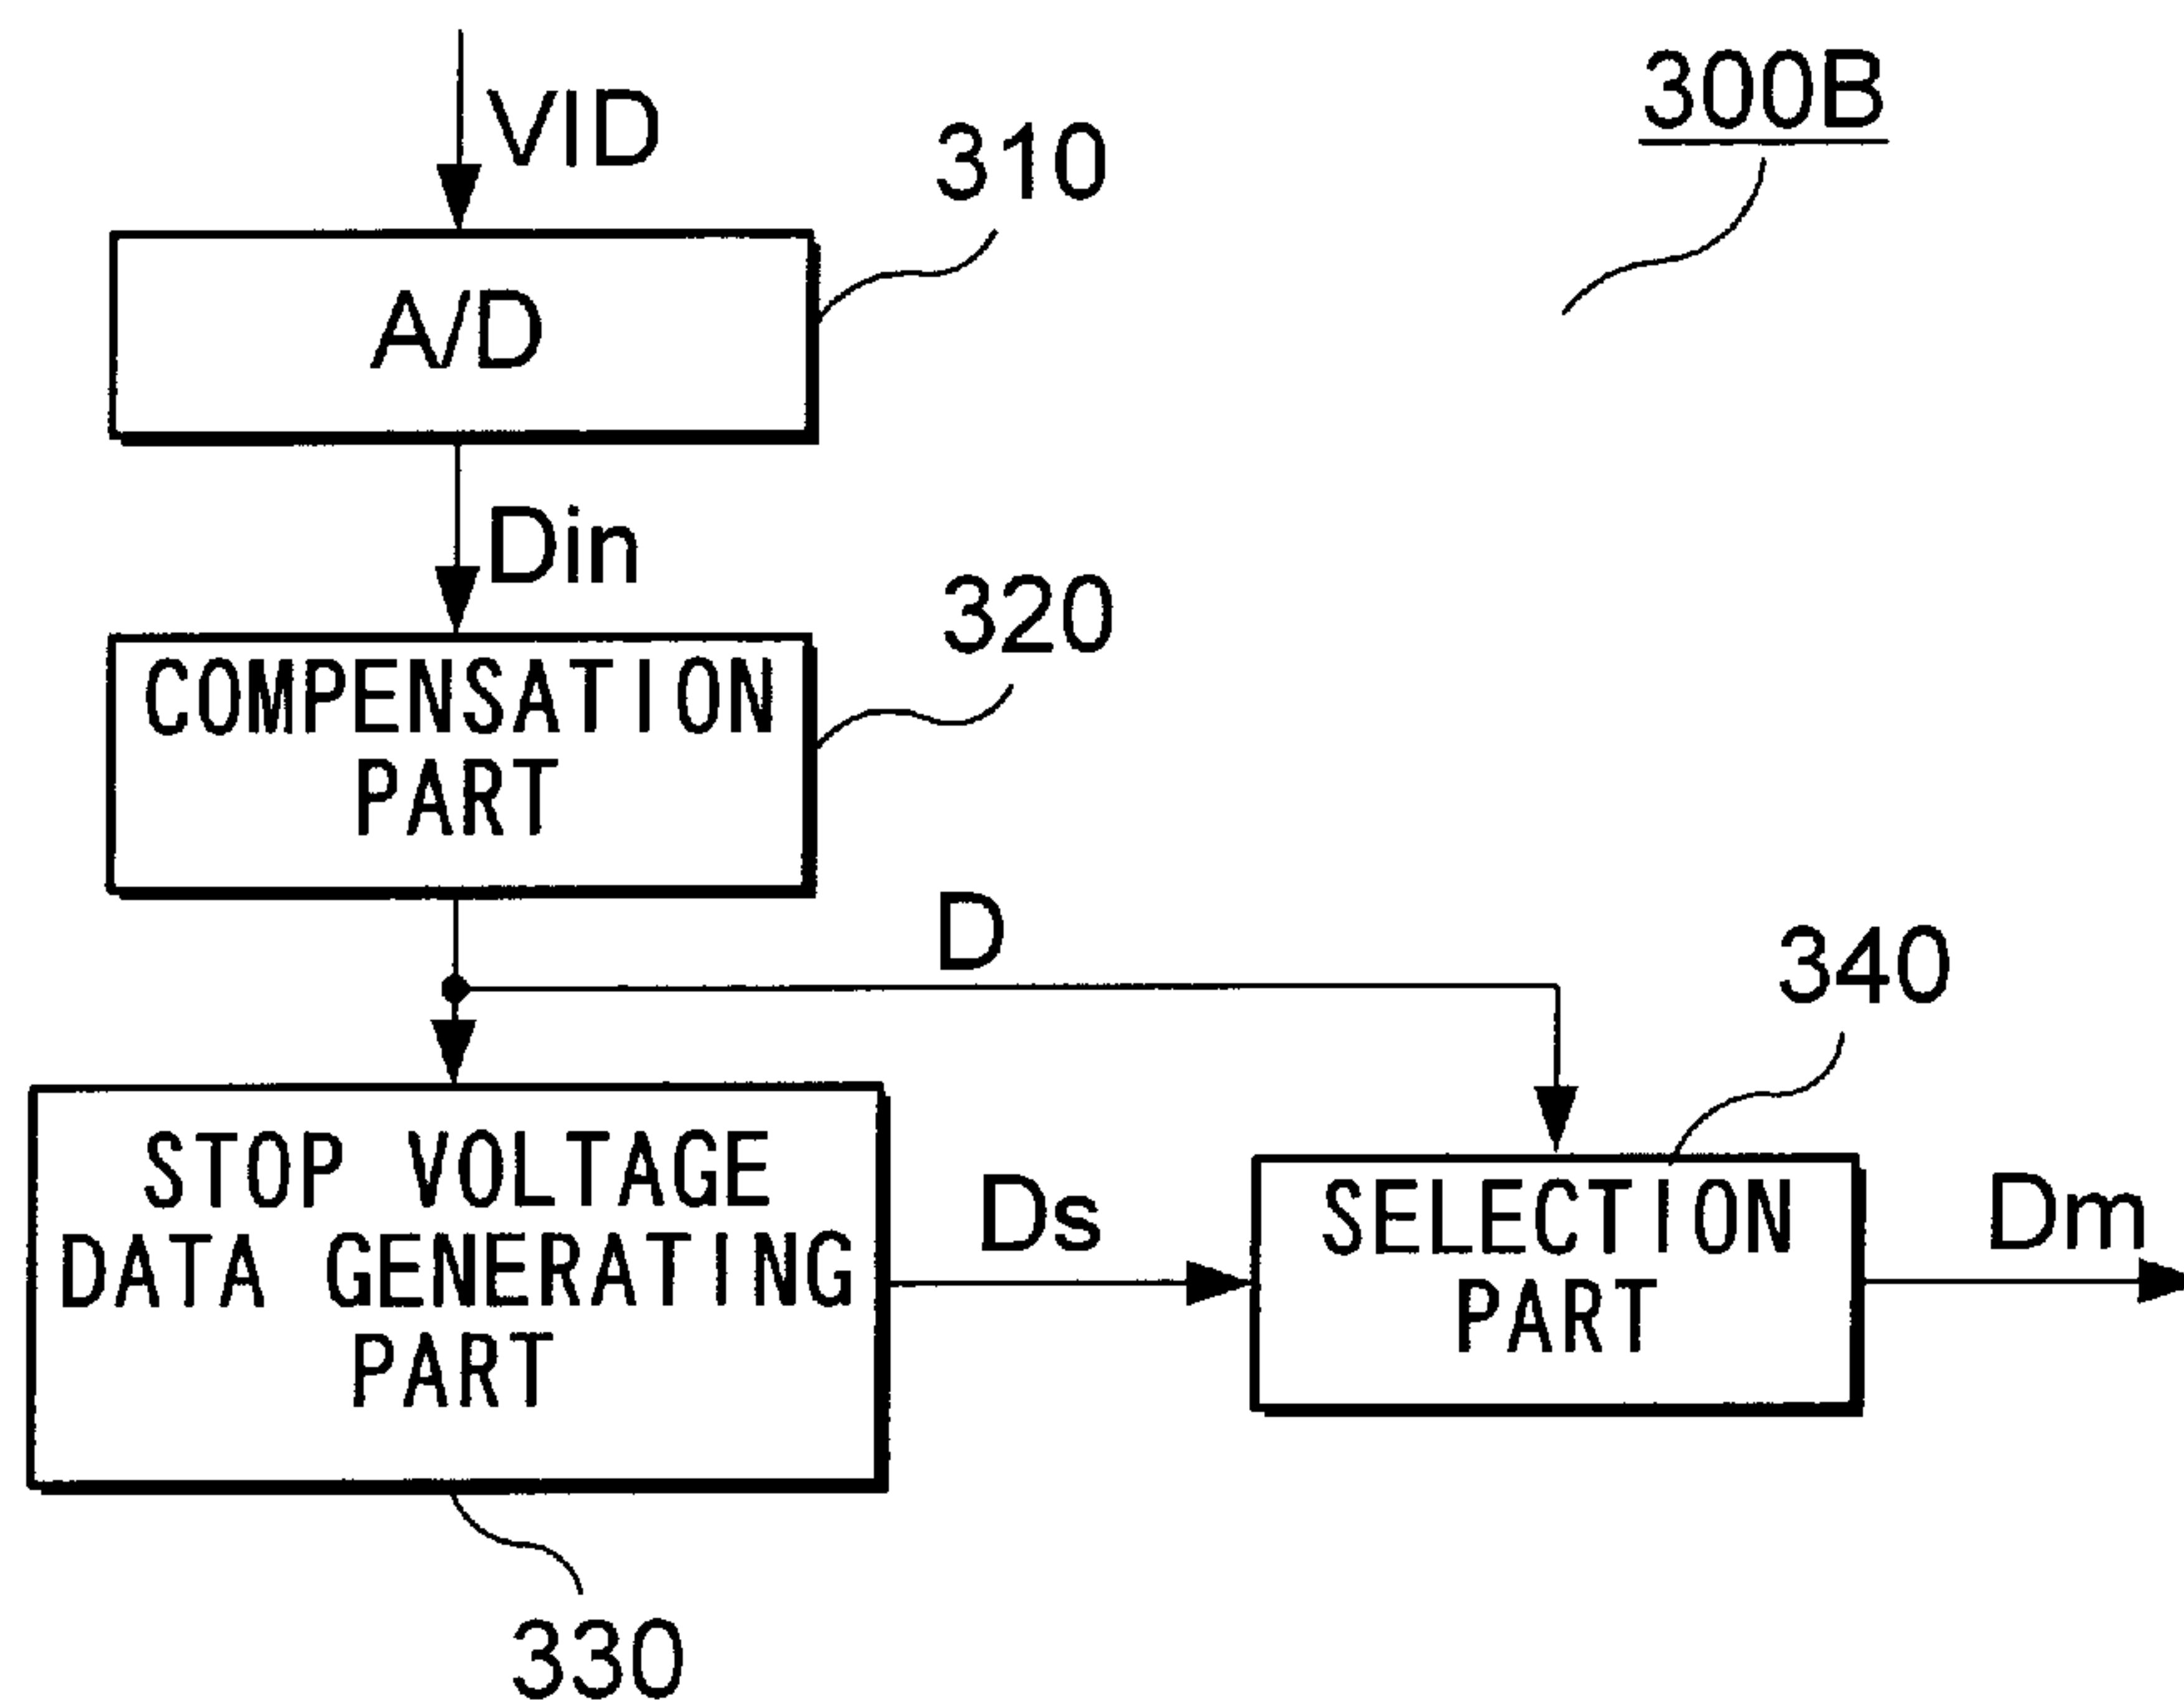 VID
300B
310
A/D
Din
320
COMPENSATION
PART
D
340
STOP VOLTAGE
DATA GENERATING
PART
Ds
SELECTION
PART
Dm
330